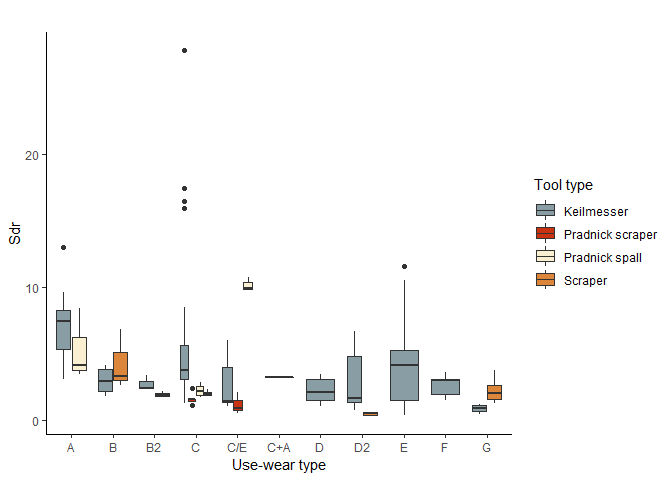 Sdr
20
10
0
A B B2 C C/E C+A D D2 E F G
Use-wear type
Tool type
Keilmesser
Pradnick scraper
Pradnick spall
Scraper